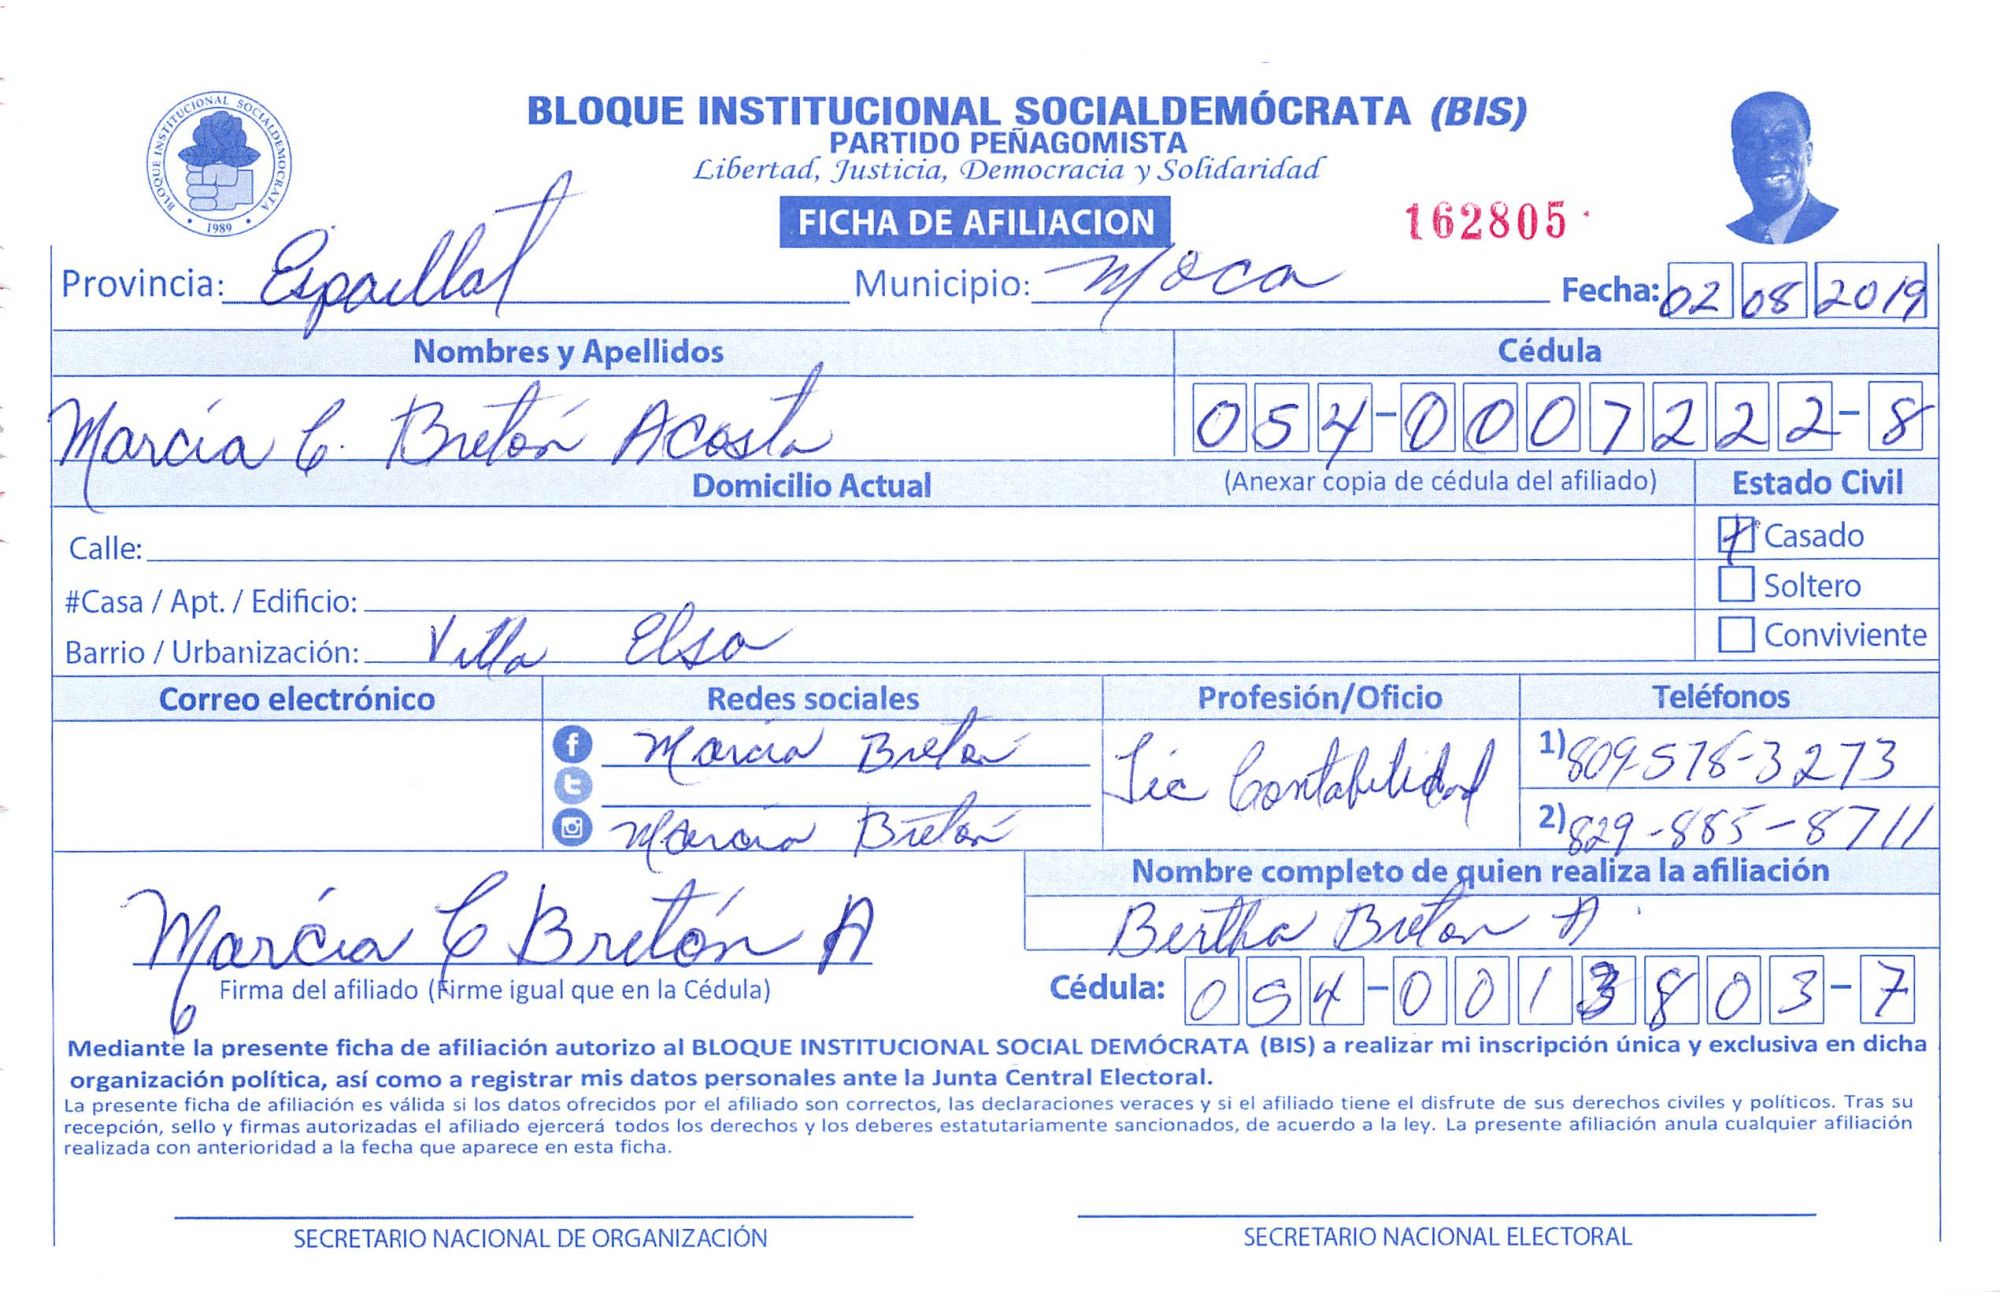 BLOQUE INSTITUCIONAL SOCIALDEMÓCRATA 1989
BLOQUE INSTITUCIONAL SOCIALDEMÓCRATA (BIS)
PARTIDO PEÑAGOMISTA
Libertad, Justicia, Democracia y Solidaridad
FICHA DE AFILIACION
162805
Provincia: Espaillat Municipio: Moca Fecha: 02 08 2019
Nombres y Apellidos Cédula
Marcia C. Bretón Acosta 054-0007222-8
Domicilio Actual (Anexar copia de cédula del afiliado) Estado Civil
Calle: Casado
#Casa / Apt. / Edificio: Soltero
Barrio / Urbanización: Villa Elsa Conviviente
Correo electrónico Redes sociales Profesión/Oficio Teléfonos
Marcia Bretón Lic Contabilidad 1) 809-578-3273
Marcia Bretón 2) 829-885-8711
Nombre completo de quien realiza la afiliación
Marcia C Bretón A Bertha Breton A
Firma del afiliado (Firme igual que en la Cédula) Cédula: 054-0013803-7
Mediante la presente ficha de afiliación autorizo al BLOQUE INSTITUCIONAL SOCIAL DEMÓCRATA (BIS) a realizar mi inscripción única y exclusiva en dicha
organización política, así como a registrar mis datos personales ante la Junta Central Electoral.
La presente ficha de afiliación es válida si los datos ofrecidos por el afiliado son correctos, las declaraciones veraces y si el afiliado tiene el disfrute de sus derechos civiles y políticos. Tras su
recepción, sello y firmas autorizadas el afiliado ejercerá todos los derechos y los deberes estatutariamente sancionados, de acuerdo a la ley. La presente afiliación anula cualquier afiliación
realizada con anterioridad a la fecha que aparece en esta ficha.
SECRETARIO NACIONAL DE ORGANIZACIÓN SECRETARIO NACIONAL ELECTORAL